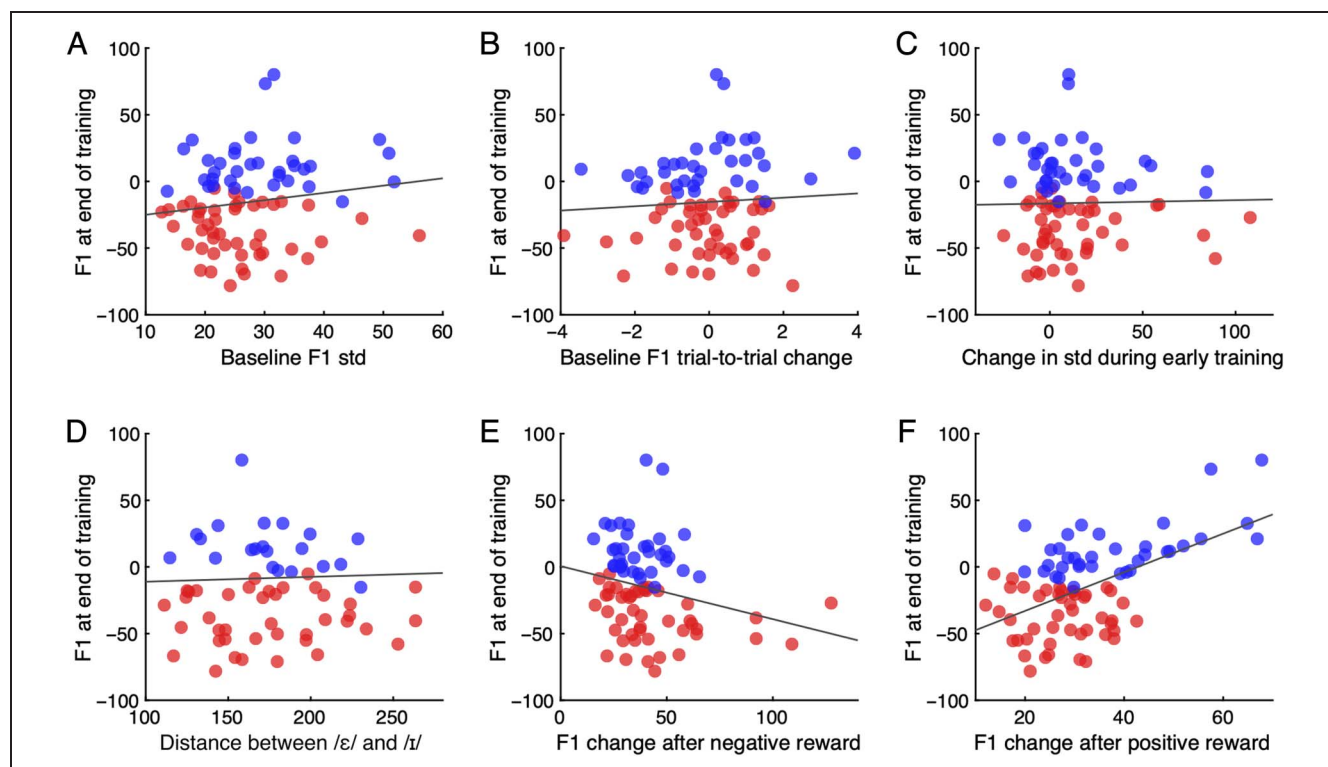 A
100
50
0
−50
−100
F1 at end of training
10 20 30 40 50 60
Baseline F1 std
B
100
50
0
−50
−100
F1 at end of training
−4 −2 0 2 4
Baseline F1 trial-to-trial change
C
100
50
0
−50
−100
F1 at end of training
0 50 100
Change in std during early training
D
100
50
0
−50
−100
F1 at end of training
100 150 200 250
Distance between /ɛ/ and /ɪ/
E
100
50
0
−50
−100
F1 at end of training
0 50 100
F1 change after negative reward
F
100
50
0
−50
−100
F1 at end of training
20 40 60
F1 change after positive reward